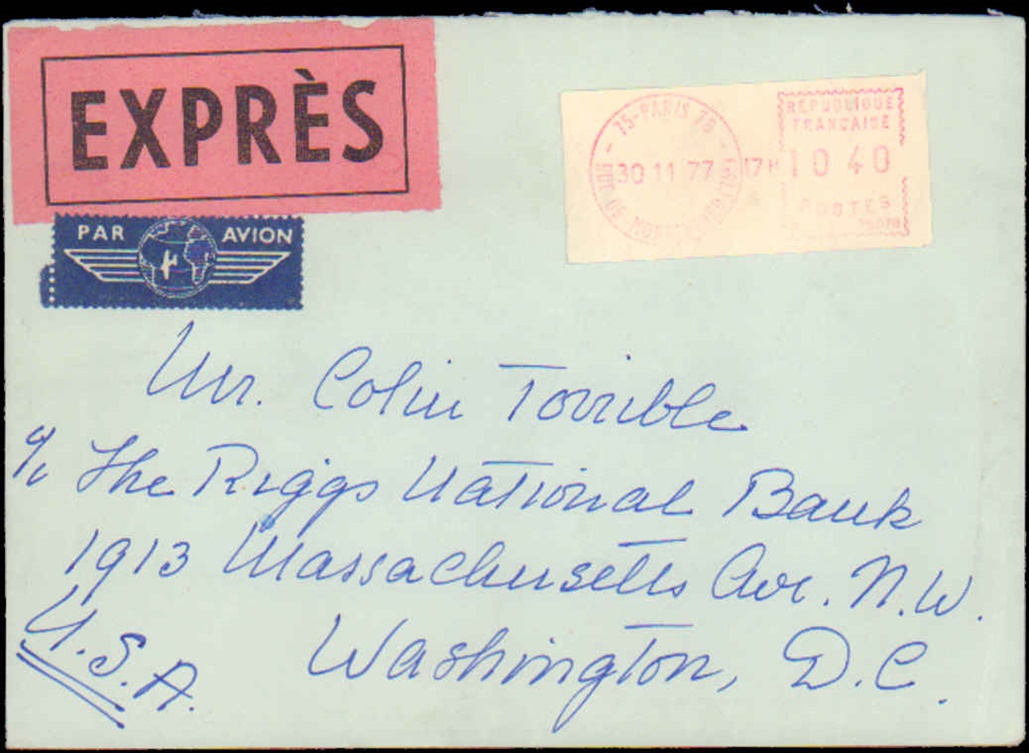 EXPRÈS
PAR AVION
75-PARIS 76
30 11 77 17H
REPUBLIQUE
FRANÇAISE
10 40
POSTES
Mr. Colin Torrible
c/o The Riggs National Bank
1913 Massachusetts Ave. N.W.
Washington, D.C.
U.S.A.